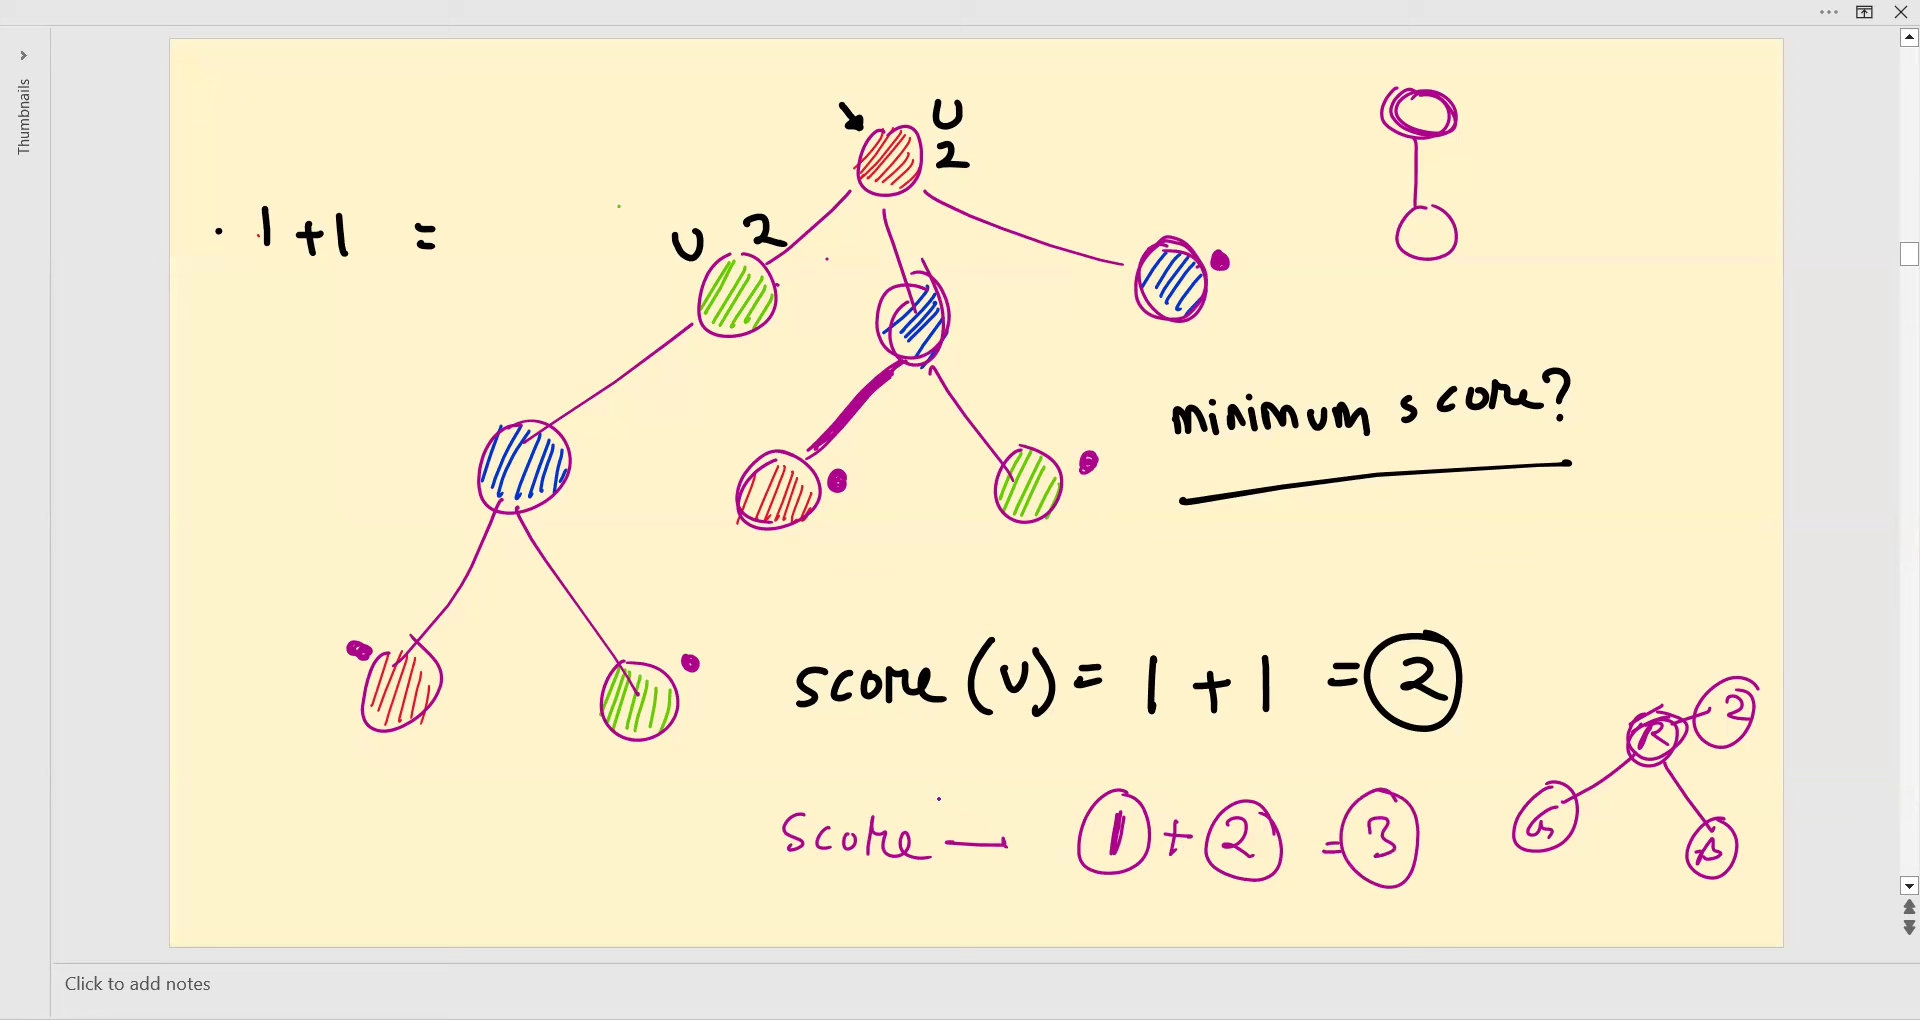 Thumbnails
U
2
1 + 1 =
U 2
minimum score?
score (U) = 1 + 1 = 2
R 2
Score — 1 + 2 = 3
G
Click to add notes